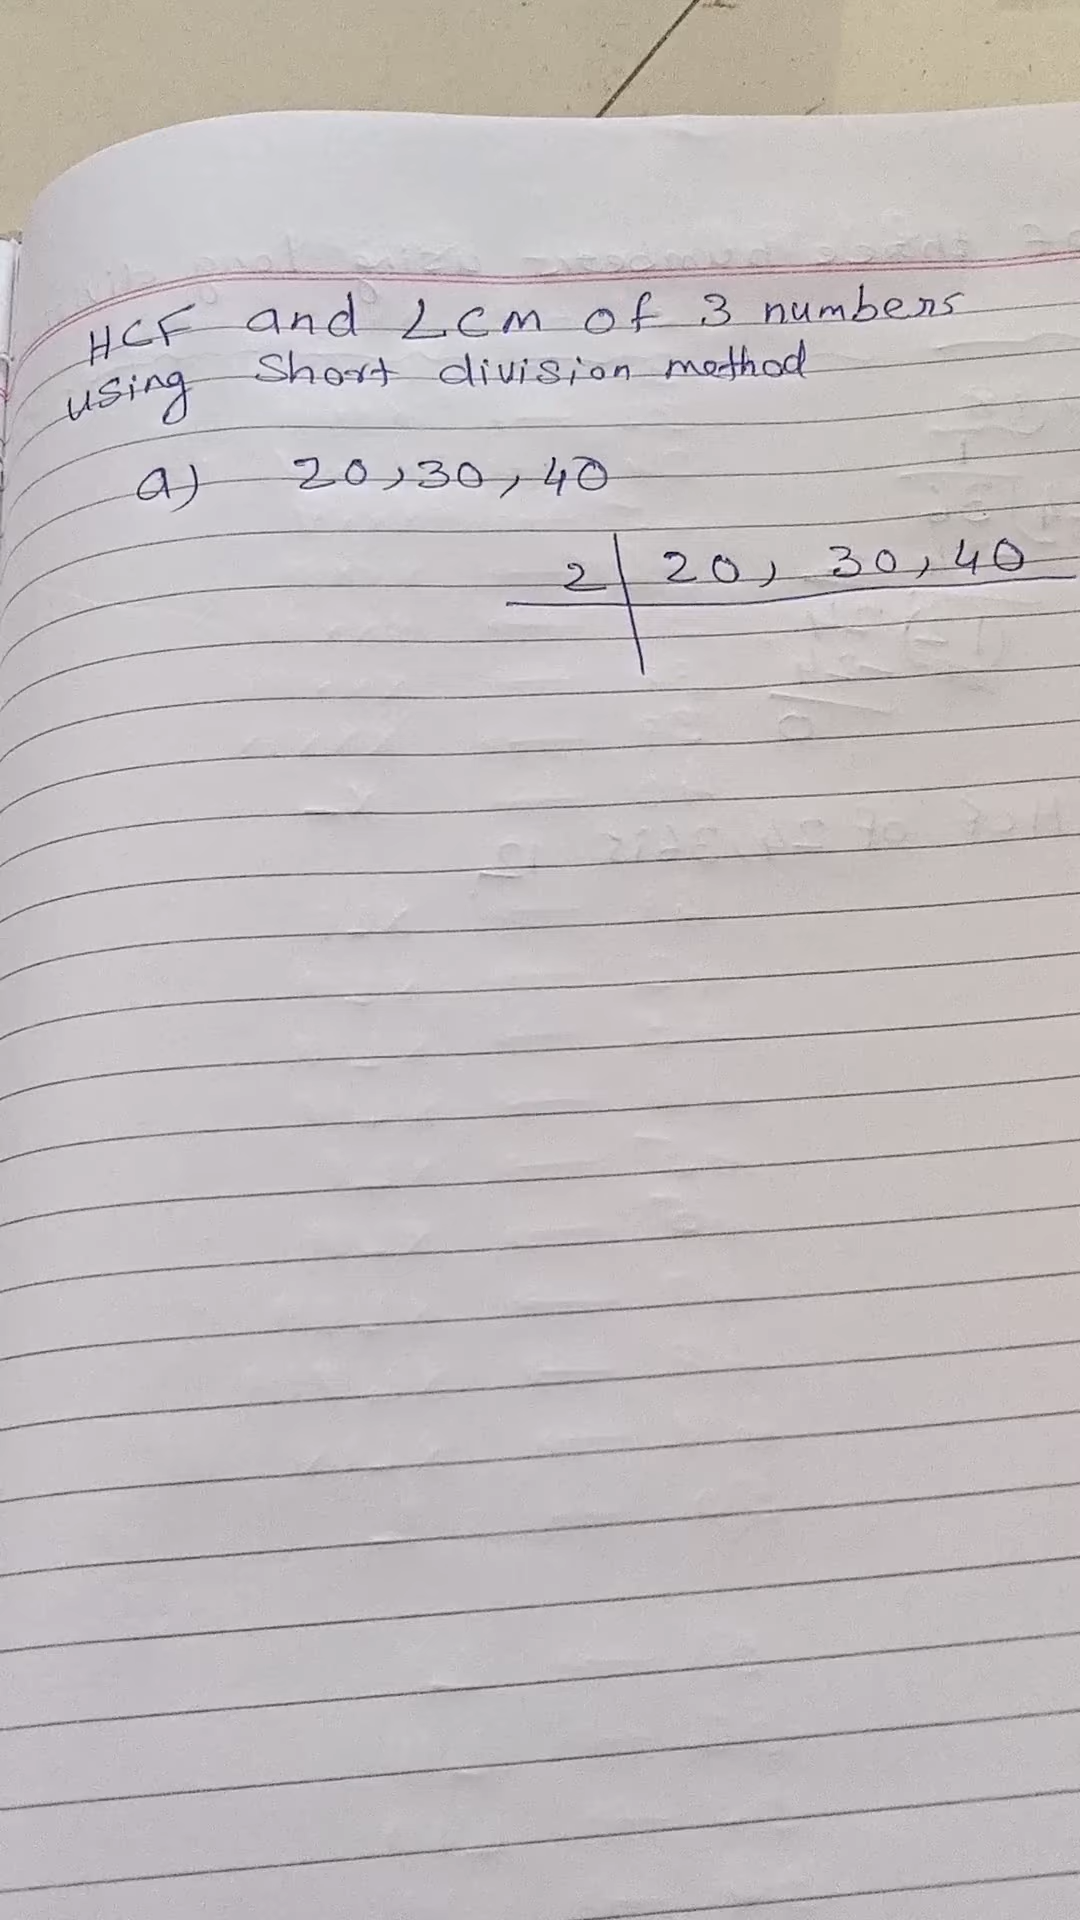 HCF and LCM of 3 numbers
using Short division method
a) 20, 30, 40
2 | 20, 30, 40